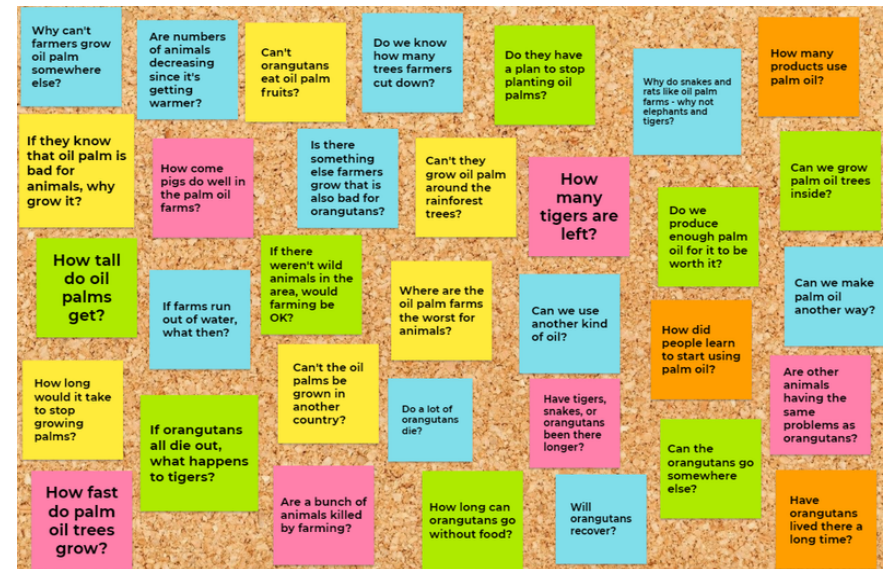 Why can't
farmers grow
oil palm
somewhere
else?
Are numbers
of animals
decreasing
since it's
getting
warmer?
Can't
orangutans
eat oil palm
fruits?
Do we know
how many
trees farmers
cut down?
Do they have
a plan to stop
planting oil
palms?
Why do snakes and
rats like oil palm
farms - why not
elephants and
tigers?
How many
products use
palm oil?
If they know
that oil palm is
bad for
animals, why
grow it?
How come
pigs do well in
the palm oil
farms?
Is there
something
else farmers
grow that is
also bad for
orangutans?
Can't they
grow oil palm
around the
rainforest
trees?
How
many
tigers are
left?
Do we
produce
enough palm
oil for it to be
worth it?
Can we grow
palm oil trees
inside?
How tall
do oil
palms
get?
If farms run
out of water,
what then?
If there
weren't wild
animals in the
area, would
farming be
OK?
Where are the
oil palm farms
the worst for
animals?
Can we use
another kind
of oil?
How did
people learn
to start using
palm oil?
Can we make
palm oil
another way?
How long
would it take
to stop
growing
palms?
If orangutans
all die out,
what happens
to tigers?
Can't the oil
palms be
grown in
another
country?
Do a lot of
orangutans
die?
Have tigers,
snakes, or
orangutans
been there
longer?
Can the
orangutans go
somewhere
else?
Are other
animals
having the
same
problems as
orangutans?
How fast
do palm
oil trees
grow?
Are a bunch of
animals killed
by farming?
How long can
orangutans go
without food?
Will
orangutans
recover?
Have
orangutans
lived there a
long time?